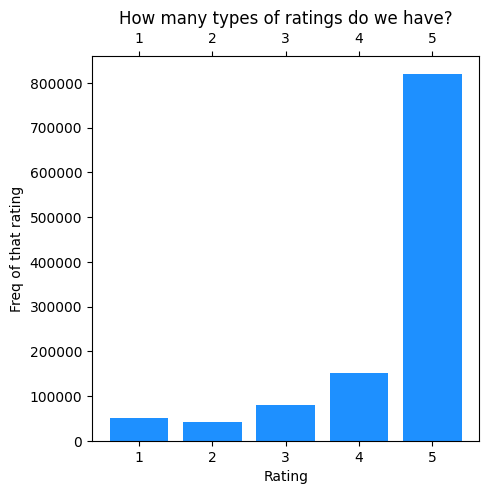 How many types of ratings do we have?
1 2 3 4 5
800000
700000
600000
500000
400000
300000
200000
100000
0
Freq of that rating
1 2 3 4 5
Rating